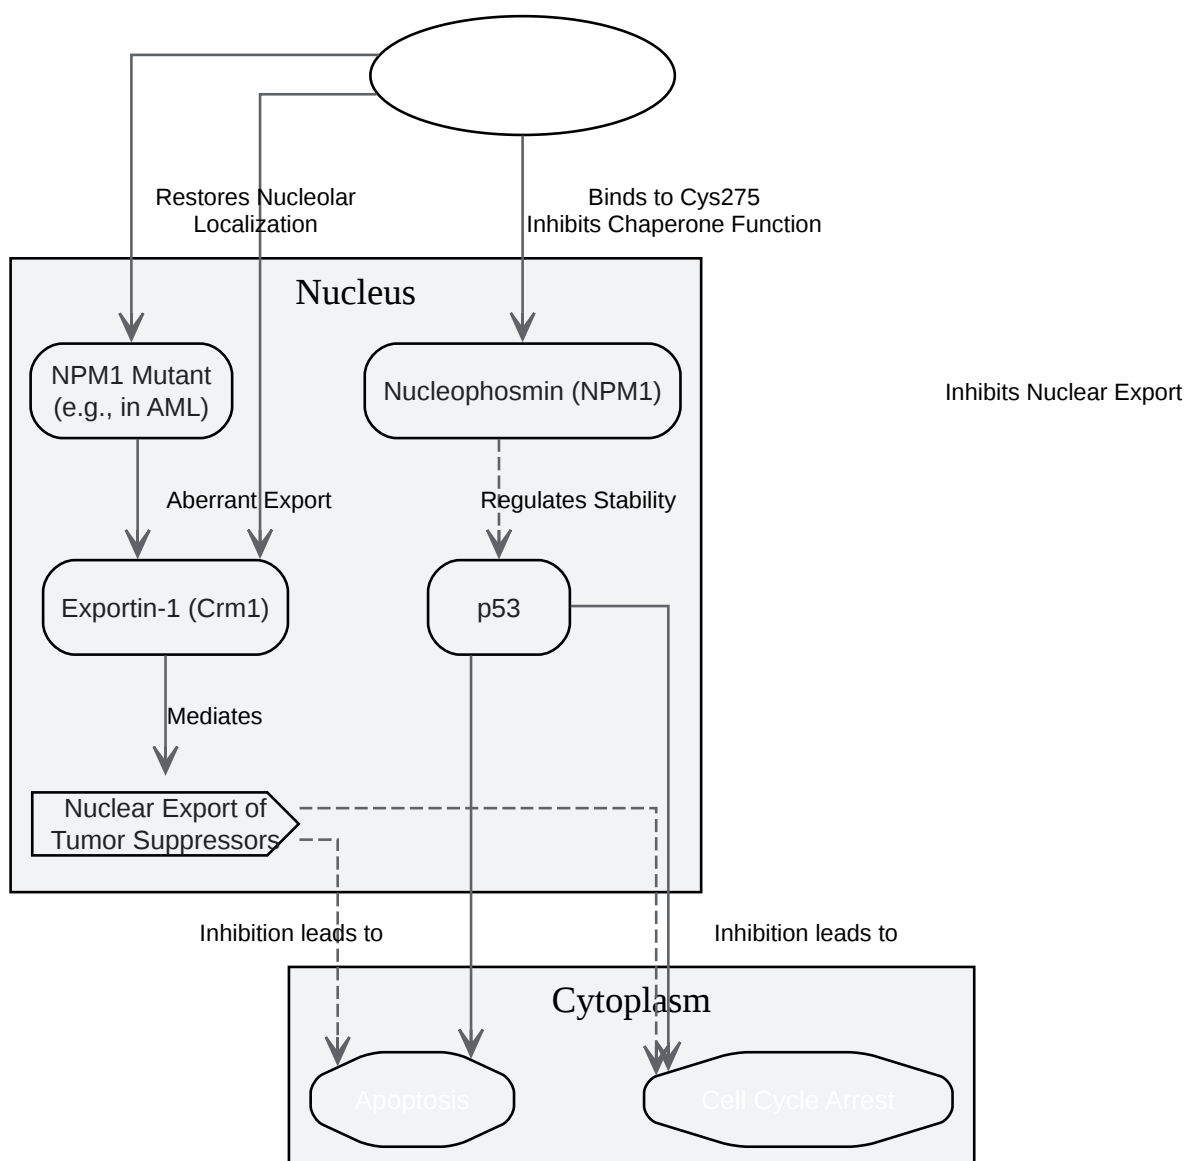 Restores Nucleolar
Localization
Binds to Cys275
Inhibits Chaperone Function
Nucleus
NPM1 Mutant
(e.g., in AML)
Nucleophosmin (NPM1)
Inhibits Nuclear Export
Aberrant Export
Regulates Stability
Exportin-1 (Crm1)
p53
Mediates
Nuclear Export of
Tumor Suppressors
Inhibition leads to
Inhibition leads to
Cytoplasm
Apoptosis
Cell Cycle Arrest